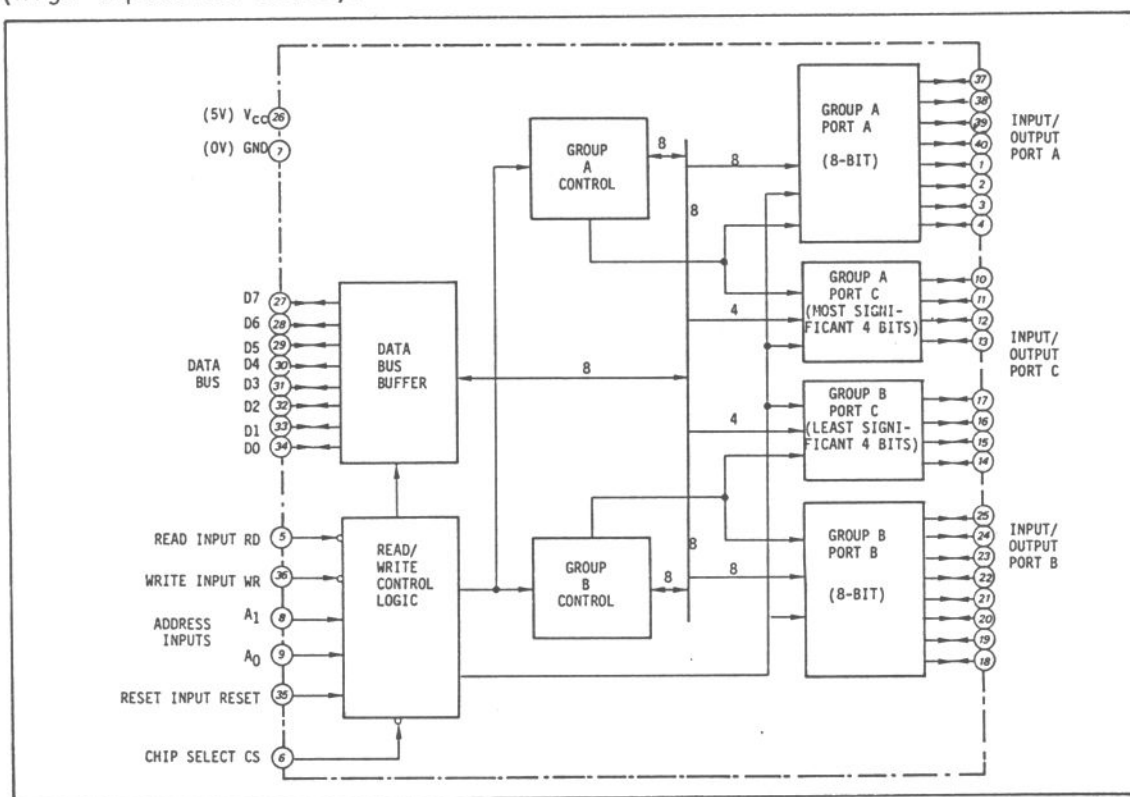 (5V) VCC 26
(0V) GND 7
D7 27
D6 28
D5 29
D4 30
D3 31
D2 32
D1 33
D0 34
DATA
BUS
DATA
BUS
BUFFER
READ INPUT RD 5
WRITE INPUT WR 36
A1 8
ADDRESS
INPUTS
A0 9
RESET INPUT RESET 35
CHIP SELECT CS 6
READ/
WRITE
CONTROL
LOGIC
GROUP
A
CONTROL
GROUP
B
CONTROL
8
8
8
8
4
4
8
8
8
GROUP A
PORT A
(8-BIT)
37
38
39
40
1
2
3
4
INPUT/
OUTPUT
PORT A
GROUP A
PORT C
(MOST SIGNI-
FICANT 4 BITS)
10
11
12
13
INPUT/
OUTPUT
PORT C
GROUP B
PORT C
(LEAST SIGNI-
FICANT 4 BITS)
17
16
15
14
GROUP B
PORT B
(8-BIT)
25
24
23
22
21
20
19
18
INPUT/
OUTPUT
PORT B